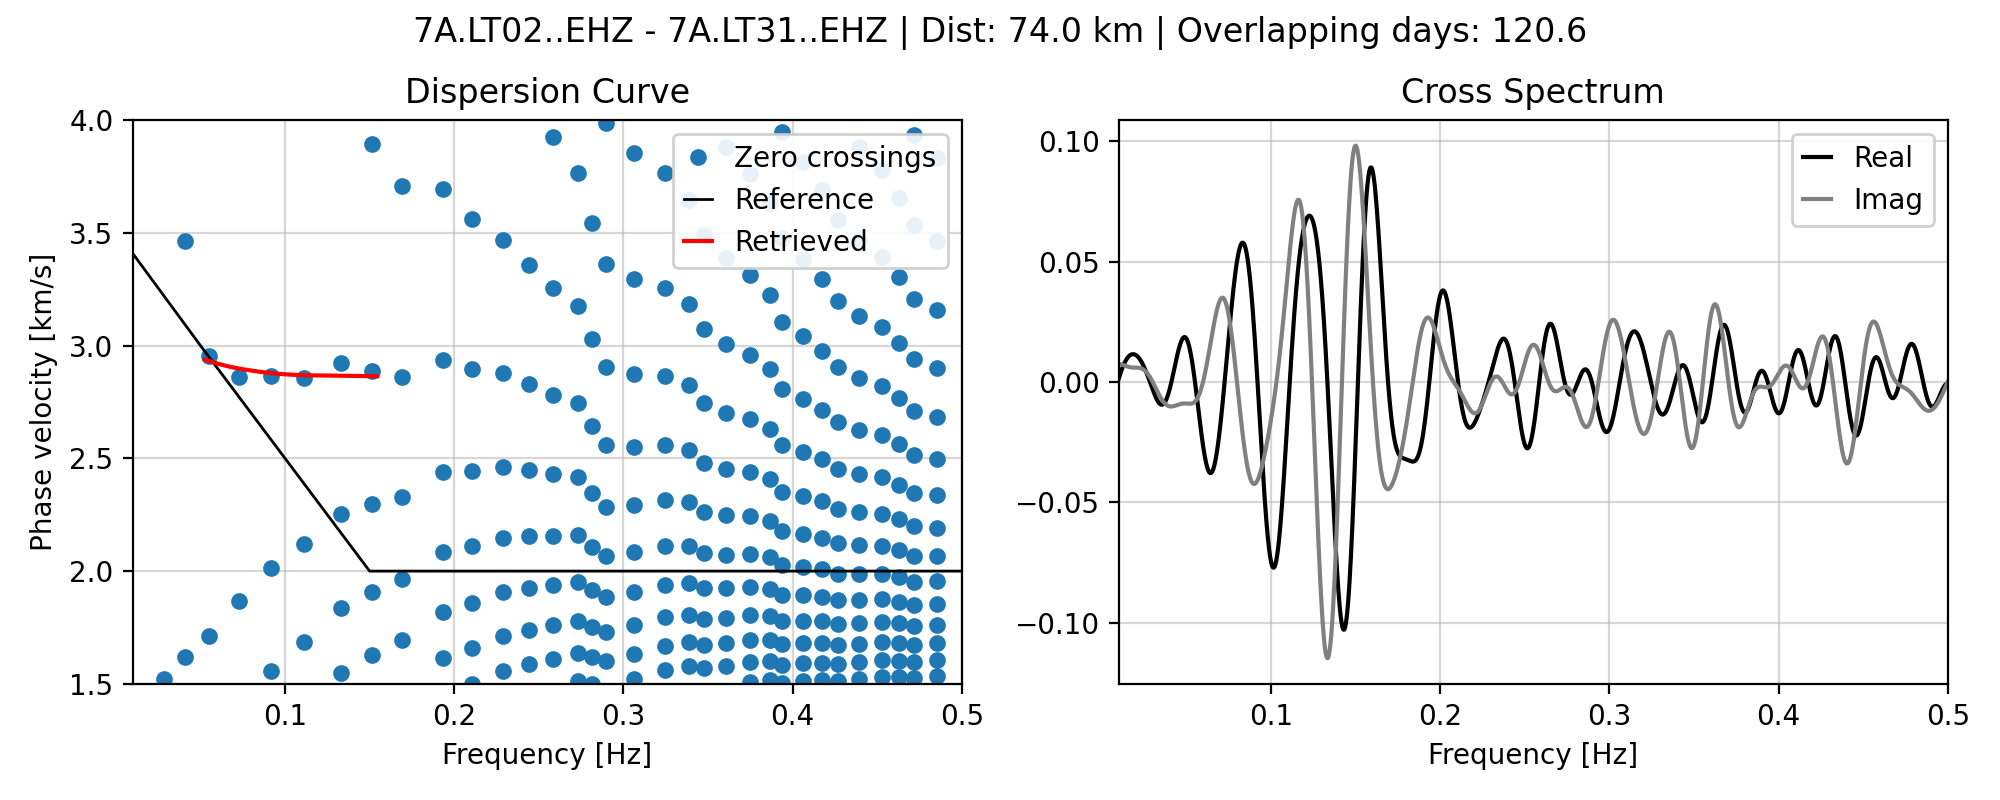 7A.LT02..EHZ - 7A.LT31..EHZ | Dist: 74.0 km | Overlapping days: 120.6
Dispersion Curve
4.0
3.5
3.0
2.5
2.0
1.5
Phase velocity [km/s]
0.1
0.2
0.3
0.4
0.5
Frequency [Hz]
Zero crossings
Reference
Retrieved
Cross Spectrum
0.10
0.05
0.00
−0.05
−0.10
0.1
0.2
0.3
0.4
0.5
Frequency [Hz]
Real
Imag